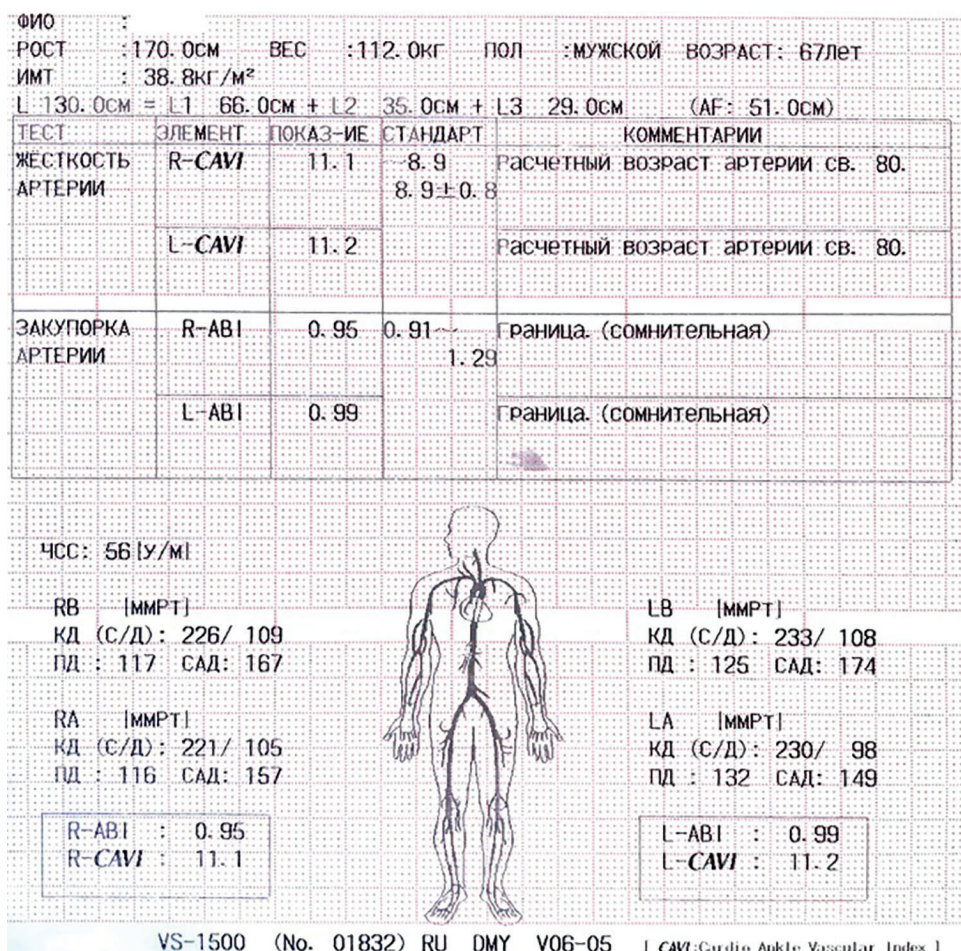 ФИО :
РОСТ :170. 0СМ ВЕС :112. 0КГ ПОЛ :МУЖСКОЙ ВОЗРАСТ: 67лет
ИМТ : 38. 8КГ/М²
L 130. 0СМ = L1 66. 0СМ + L2 35. 0СМ + L3 29. 0СМ (AF: 51. 0СМ)
ТЕСТ ЭЛЕМЕНТ ПОКАЗ-ИЕ СТАНДАРТ КОММЕНТАРИИ
ЖЕСТКОСТЬ R-CAVI 11. 1 ~8. 9 Расчетный возраст артерии св. 80.
АРТЕРИИ 8. 9±0. 8
L-CAVI 11. 2 Расчетный возраст артерии св. 80.
ЗАКУПОРКА R-ABI 0. 95 0. 91~ Граница. (сомнительная)
АРТЕРИИ 1. 29
L-ABI 0. 99 Граница. (сомнительная)
ЧСС: 56|У/М|
RB |ммРТ| LB |ммРТ|
КД (С/Д): 226/ 109 КД (С/Д): 233/ 108
ПД : 117 САД: 167 ПД : 125 САД: 174
RA |ммРТ| LA |ммРТ|
КД (С/Д): 221/ 105 КД (С/Д): 230/ 98
ПД : 116 САД: 157 ПД : 132 САД: 149
R-ABI : 0. 95 L-ABI : 0. 99
R-CAVI : 11. 1 L-CAVI : 11. 2
VS-1500 (No. 01832) RU DMY V06-05 [ CAVI:Cardio Ankle Vascular Index ]